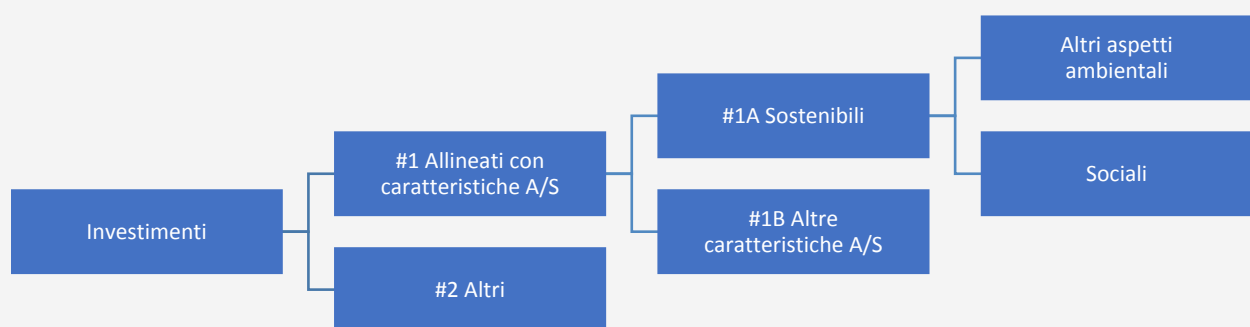 Investimenti
#1 Allineati con
caratteristiche A/S
#2 Altri
#1A Sostenibili
#1B Altre
caratteristiche A/S
Altri aspetti
ambientali
Sociali